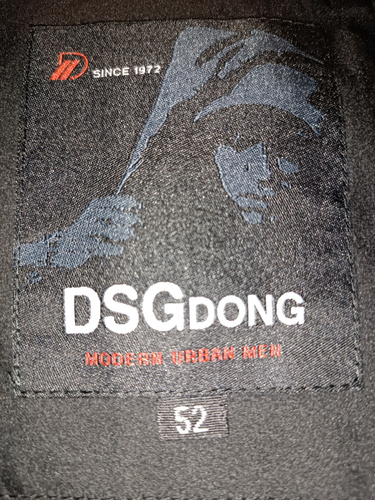 SINCE 1972
DSGDONG
MODERN URBAN MEN
52